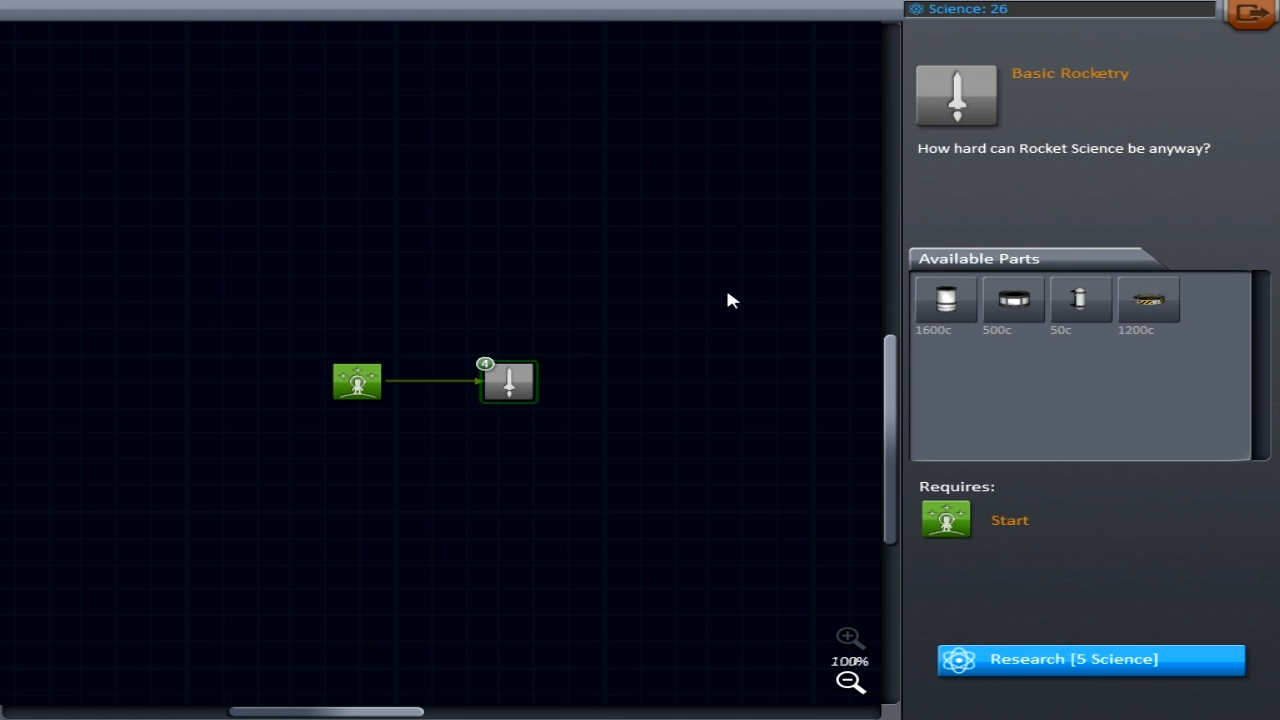 Science: 26
Basic Rocketry
How hard can Rocket Science be anyway?
Available Parts
1600c 500c 50c 1200c
4
Requires:
Start
100%
Research [5 Science]